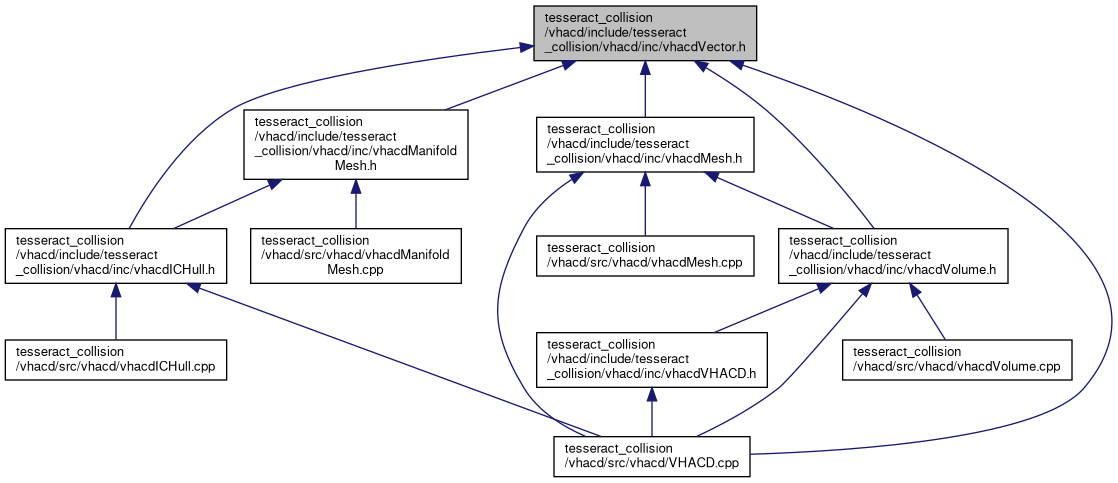 tesseract_collision
/vhacd/include/tesseract
_collision/vhacd/inc/vhacdVector.h
tesseract_collision
/vhacd/include/tesseract
_collision/vhacd/inc/vhacdManifold
Mesh.h
tesseract_collision
/vhacd/include/tesseract
_collision/vhacd/inc/vhacdMesh.h
tesseract_collision
/vhacd/include/tesseract
_collision/vhacd/inc/vhacdICHull.h
tesseract_collision
/vhacd/src/vhacd/vhacdManifold
Mesh.cpp
tesseract_collision
/vhacd/src/vhacd/vhacdMesh.cpp
tesseract_collision
/vhacd/include/tesseract
_collision/vhacd/inc/vhacdVolume.h
tesseract_collision
/vhacd/src/vhacd/vhacdICHull.cpp
tesseract_collision
/vhacd/include/tesseract
_collision/vhacd/inc/vhacdVHACD.h
tesseract_collision
/vhacd/src/vhacd/vhacdVolume.cpp
tesseract_collision
/vhacd/src/vhacd/VHACD.cpp